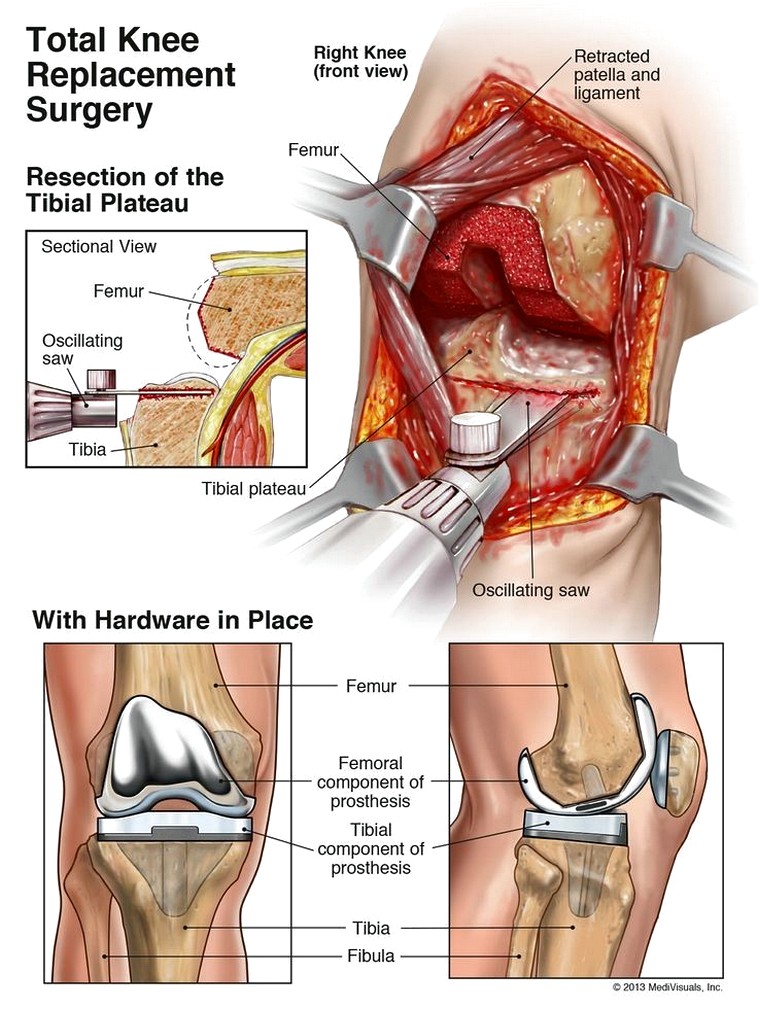 Total Knee
Replacement
Surgery
Right Knee
(front view)
Retracted
patella and
ligament
Femur
Resection of the
Tibial Plateau
Sectional View
Femur
Oscillating
saw
Tibia
Tibial plateau
Oscillating saw
With Hardware in Place
Femur
Femoral
component of
prosthesis
Tibial
component of
prosthesis
Tibia
Fibula
© 2013 MediVisuals, Inc.